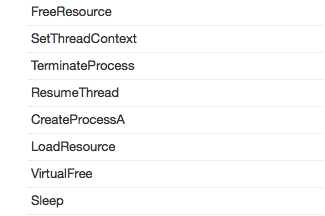 FreeResource
SetThreadContext
TerminateProcess
ResumeThread
CreateProcessA
LoadResource
VirtualFree
Sleep